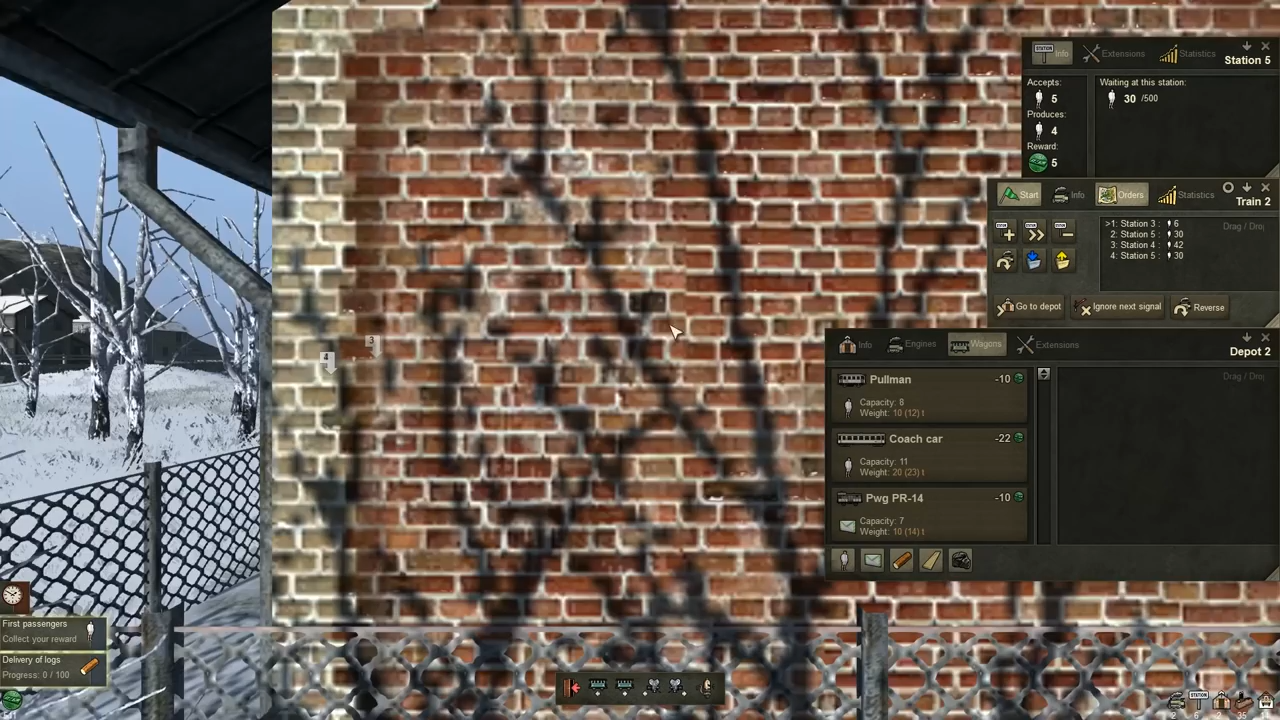 Info
Extensions
Statistics
Station 5
Accepts:
5
Produces:
4
Reward:
5
Waiting at this station:
30 /500
Start
Info
Orders
Statistics
Train 2
>1: Station 3 : 6
2: Station 5 : 30
3: Station 4 : 42
4: Station 5 : 30
Drag / Drop
Go to depot
Ignore next signal
Reverse
Info
Engines
Wagons
Extensions
Depot 2
Pullman -10
Capacity: 8
Weight: 10 (12) t
Coach car -22
Capacity: 11
Weight: 20 (23) t
Pwg PR-14 -10
Capacity: 7
Weight: 10 (14) t
4
3
First passengers
Collect your reward
Delivery of logs
Progress: 0 / 100